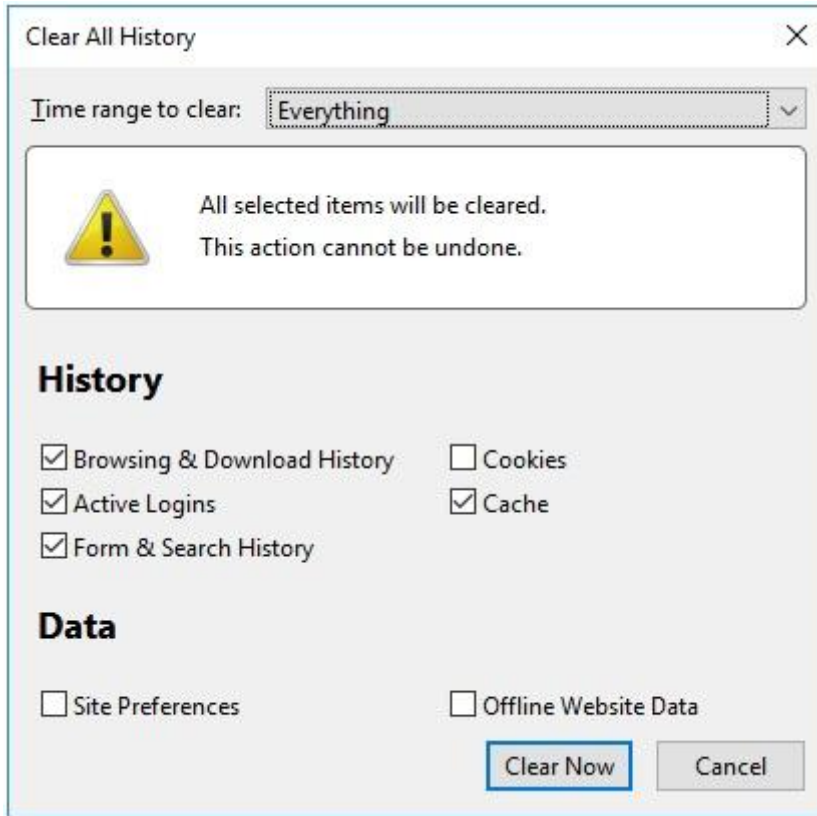 Clear All History
Time range to clear: Everything
All selected items will be cleared.
This action cannot be undone.
History
Browsing & Download History Cookies
Active Logins Cache
Form & Search History
Data
Site Preferences Offline Website Data
Clear Now Cancel